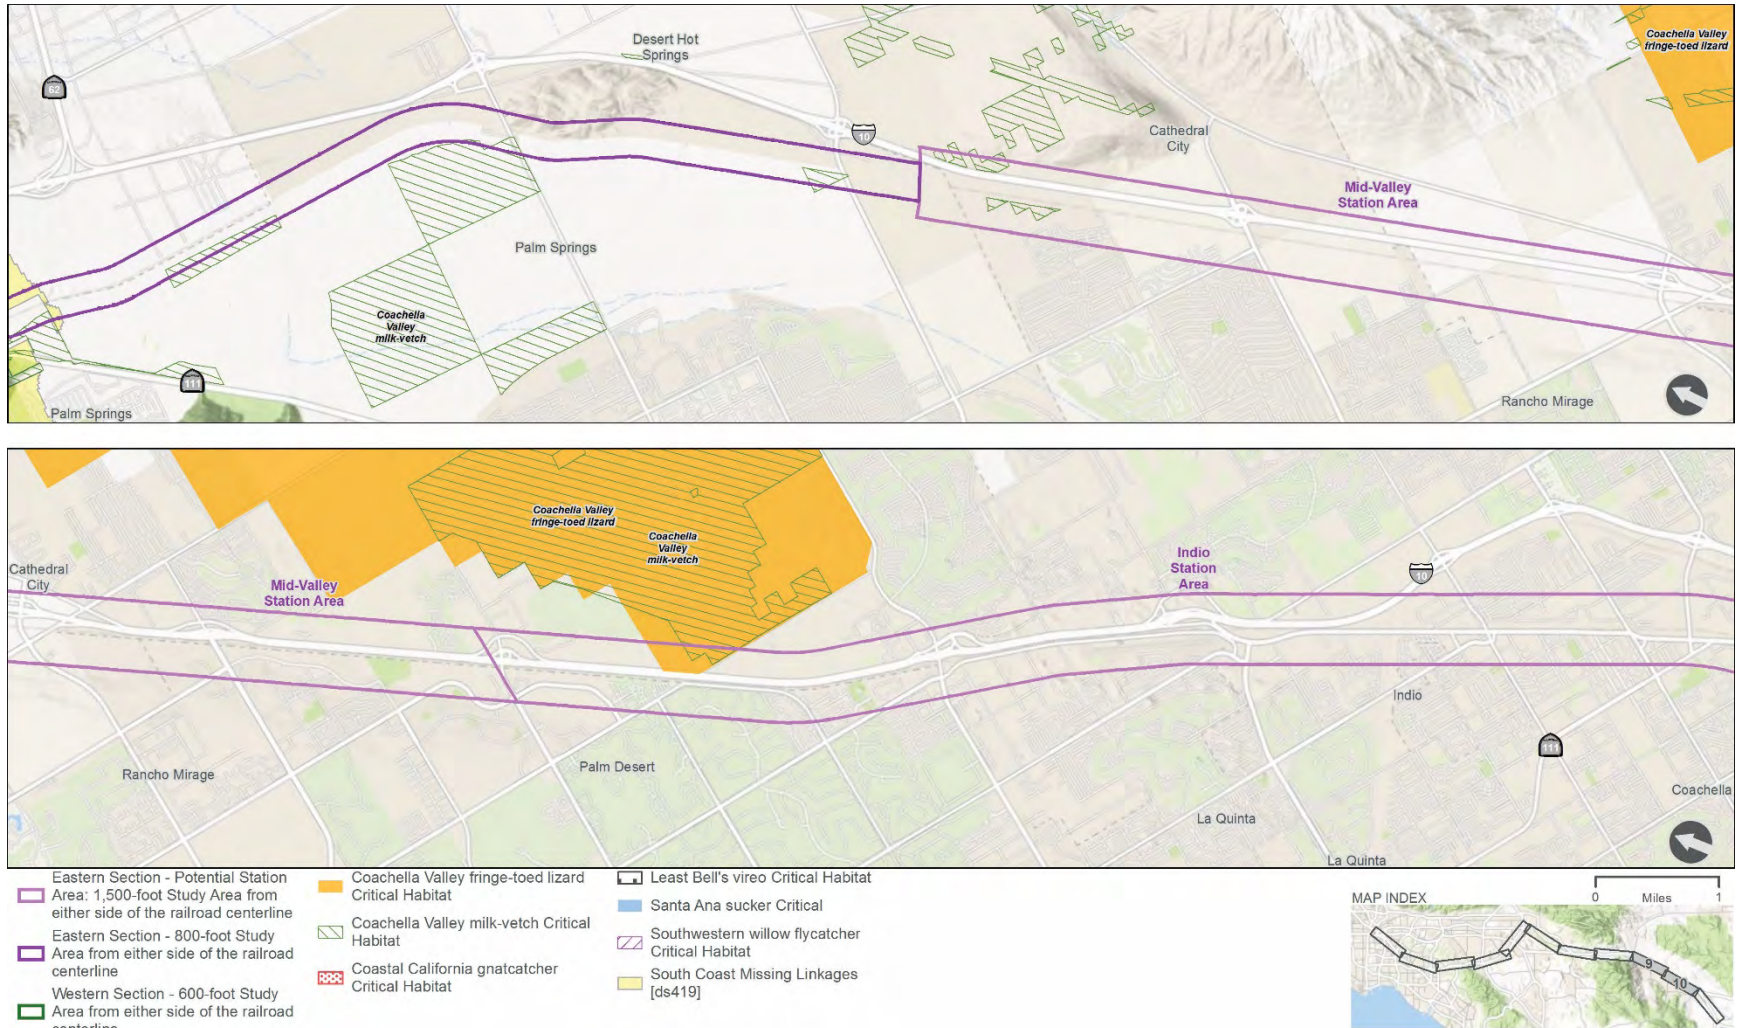 Desert Hot
Springs
62
10
Coachella Valley
fringe-toed lizard
Cathedral
City
Mid-Valley
Station Area
Palm Springs
Coachella
Valley
milk-vetch
111
Palm Springs
Rancho Mirage
Coachella Valley
fringe-toed lizard
Coachella
Valley
milk-vetch
Cathedral
City
Mid-Valley
Station Area
Indio
Station
Area
10
Indio
111
Rancho Mirage
Palm Desert
Coachella
La Quinta
La Quinta
Eastern Section - Potential Station
Area: 1,500-foot Study Area from
either side of the railroad centerline
Eastern Section - 800-foot Study
Area from either side of the railroad
centerline
Western Section - 600-foot Study
Area from either side of the railroad
centerline
Coachella Valley fringe-toed lizard
Critical Habitat
Coachella Valley milk-vetch Critical
Habitat
Coastal California gnatcatcher
Critical Habitat
Least Bell's vireo Critical Habitat
Santa Ana sucker Critical
Southwestern willow flycatcher
Critical Habitat
South Coast Missing Linkages
[ds419]
0 Miles 1
MAP INDEX
9
10